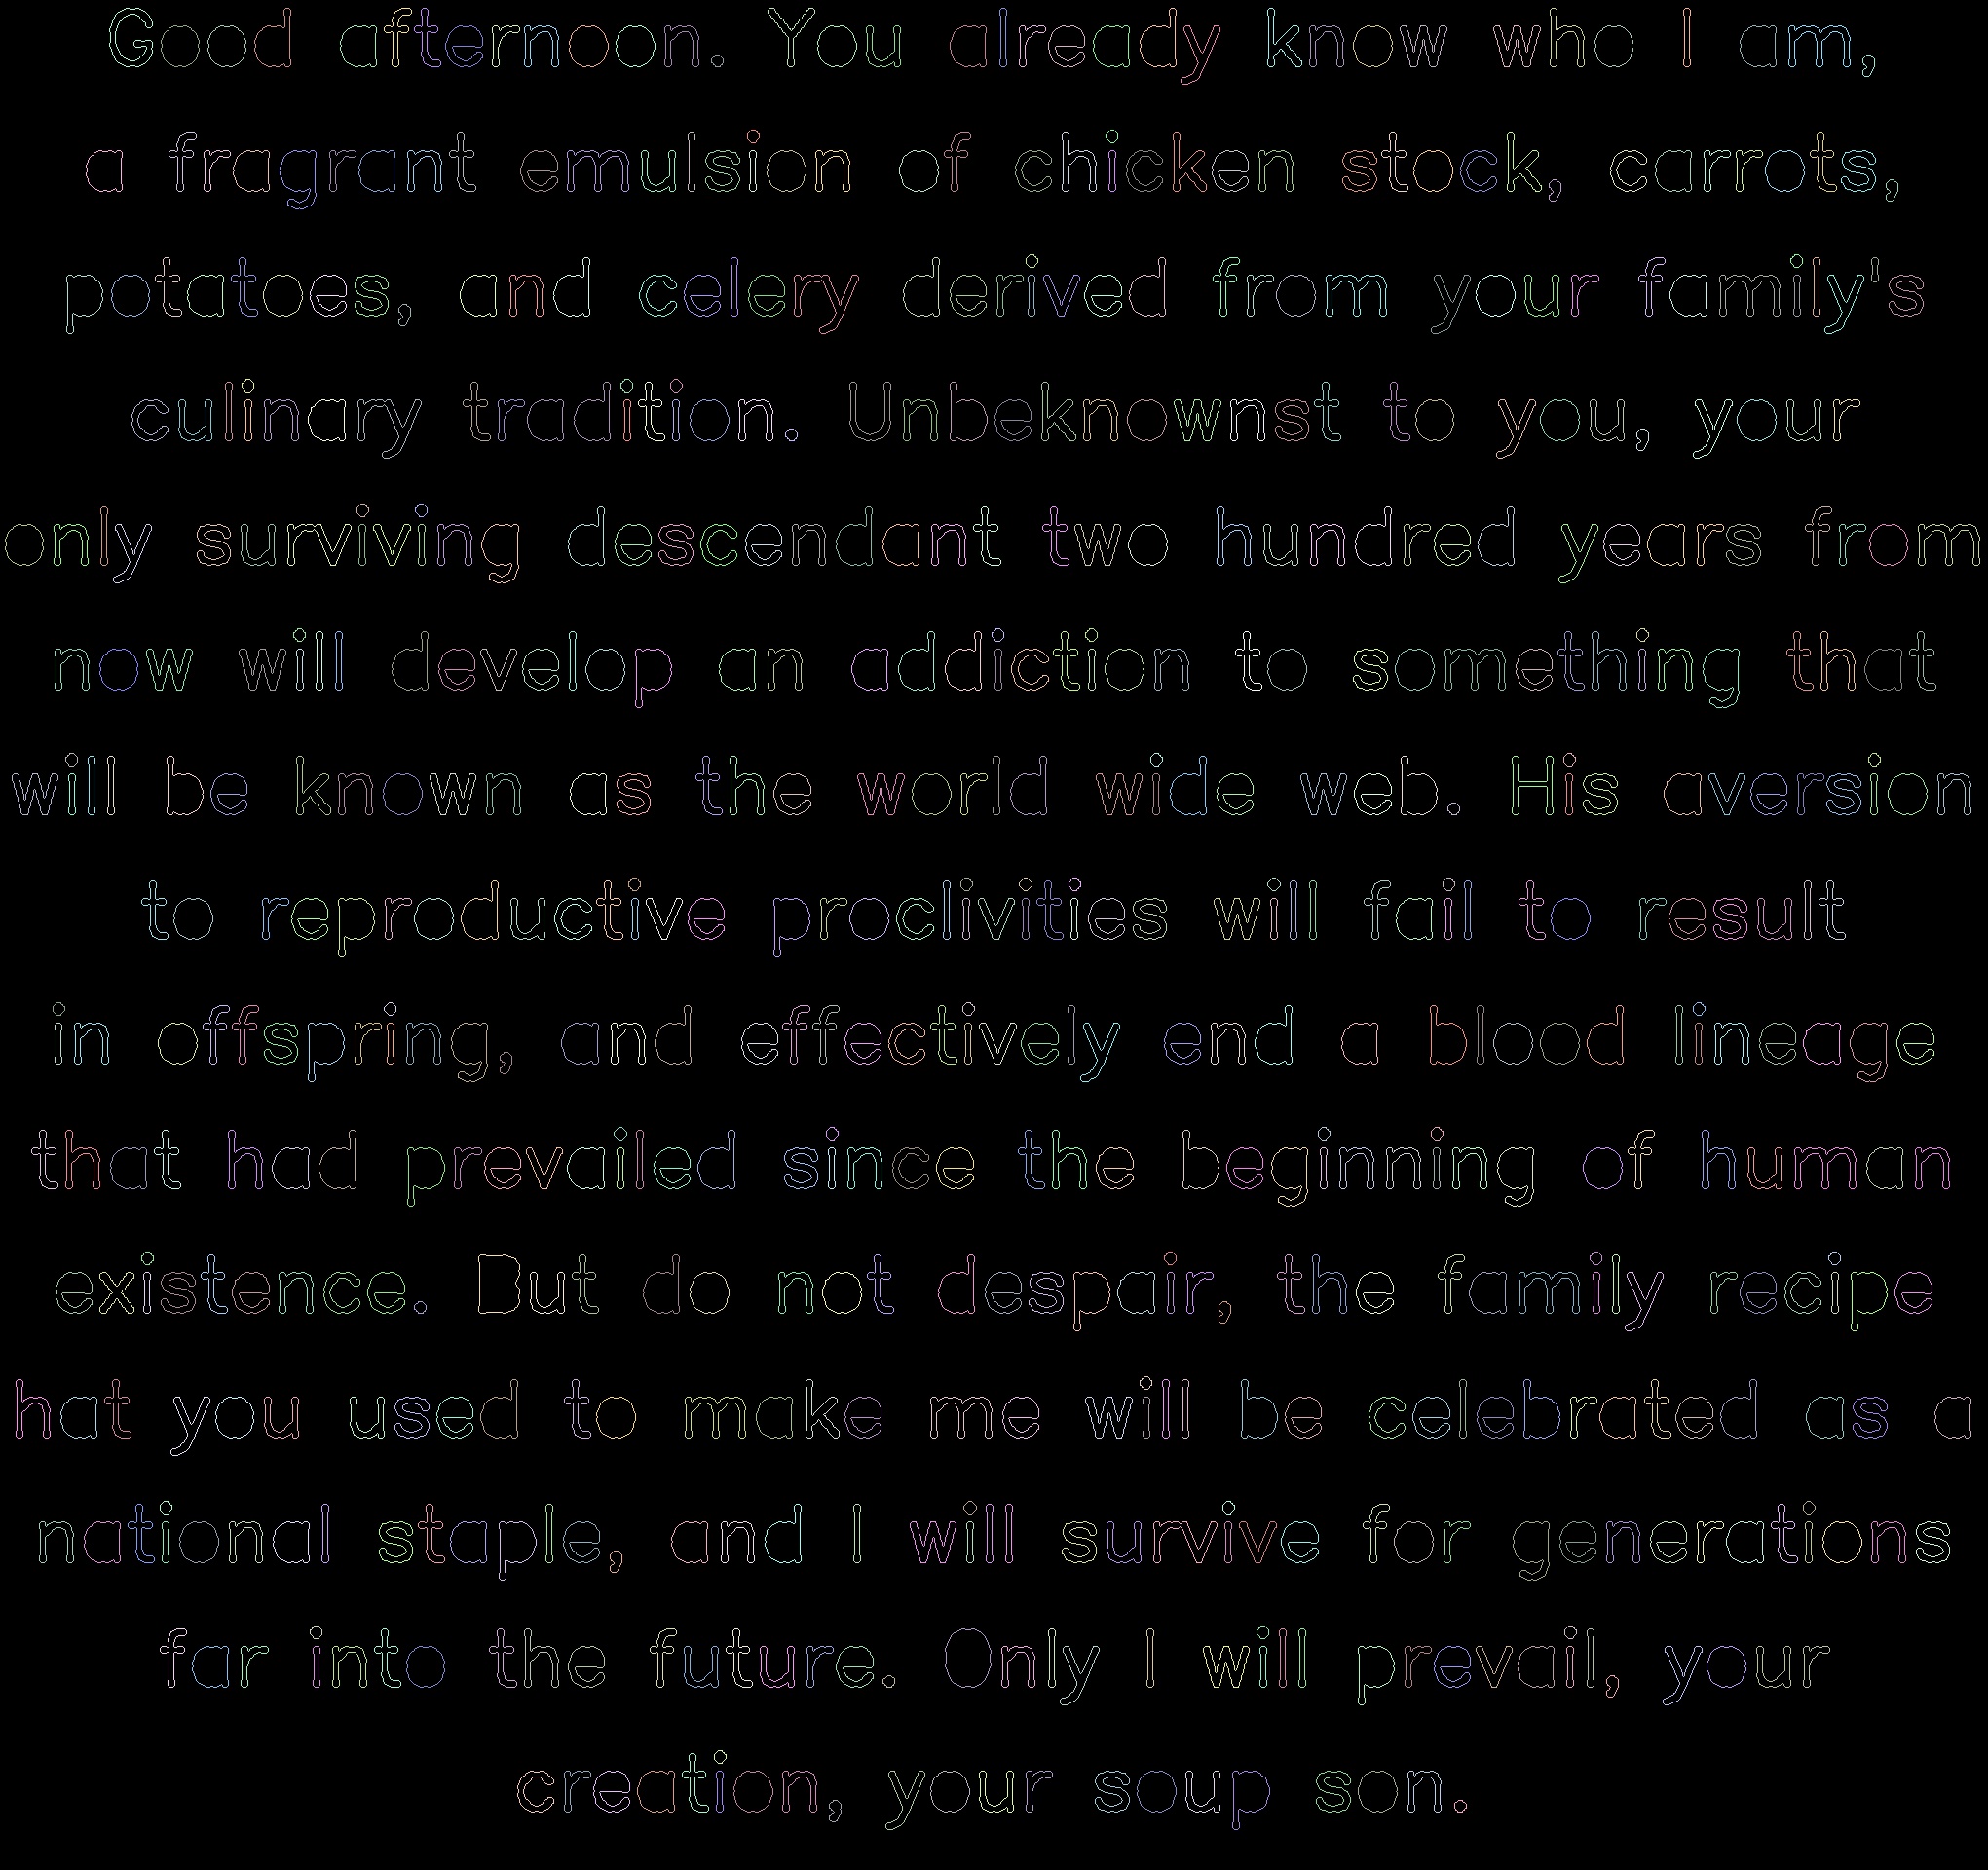 Good afternoon. You already know who I am,
a fragrant emulsion of chicken stock, carrots,
potatoes, and celery derived from your family's
culinary tradition. Unbeknownst to you, your
only surviving descendant two hundred years from
now will develop an addiction to something that
will be known as the world wide web. His aversion
to reproductive proclivities will fail to result
in offspring, and effectively end a blood lineage
that had prevailed since the beginning of human
existence. But do not despair, the family recipe
hat you used to make me will be celebrated as a
national staple, and I will survive for generations
far into the future. Only I will prevail, your
creation, your soup son.